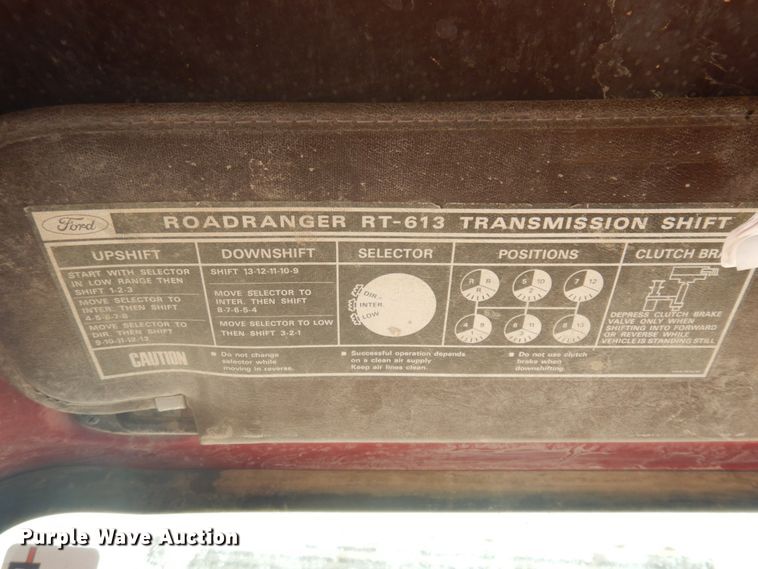 Ford ROADRANGER RT-613 TRANSMISSION SHIFT
UPSHIFT
START WITH SELECTOR
IN LOW RANGE THEN
SHIFT 1-2-3
MOVE SELECTOR TO
INTER. THEN SHIFT
4-5-6-7-8
MOVE SELECTOR TO
DIR. THEN SHIFT
9-10-11-12-13
DOWNSHIFT
SHIFT 13-12-11-10-9
MOVE SELECTOR TO
INTER. THEN SHIFT
8-7-6-5-4
MOVE SELECTOR TO LOW
THEN SHIFT 3-2-1
SELECTOR
DIR.
INTER.
LOW
POSITIONS
R R
R
5 10
7 12
4 9
6 11
8 13
CLUTCH BRA
DEPRESS CLUTCH BRAKE
VALVE ONLY WHEN
SHIFTING INTO FORWARD
OR REVERSE WHILE
VEHICLE IS STANDING STILL
CAUTION
■ Do not change
selector while
moving in reverse.
■ Successful operation depends
on a clean air supply
Keep air lines clean.
■ Do not use clutch
brake when
downshifting.
Purple Wave Auction
purplewave.com